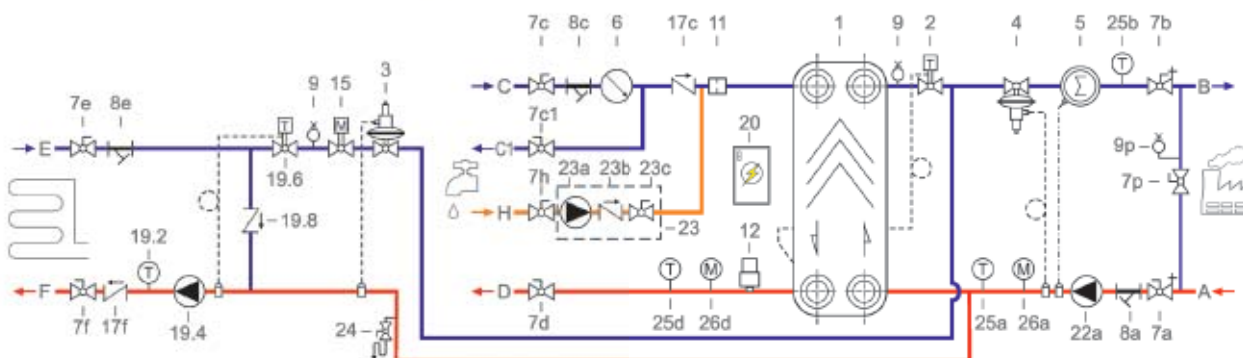 7c 8c 6 17c 11 1 9 2 4 5 25b 7b
7e 8e 9 15 3
T M T Σ T
C B
E C1
7c1 20
19.6 9p
7h 23a 23b 23c 7p
H
19.8 23
19.2 12
T T M T M
F D A
7f 17f 19.4 24 7d 25d 26d 25a 26a 22a 8a 7a